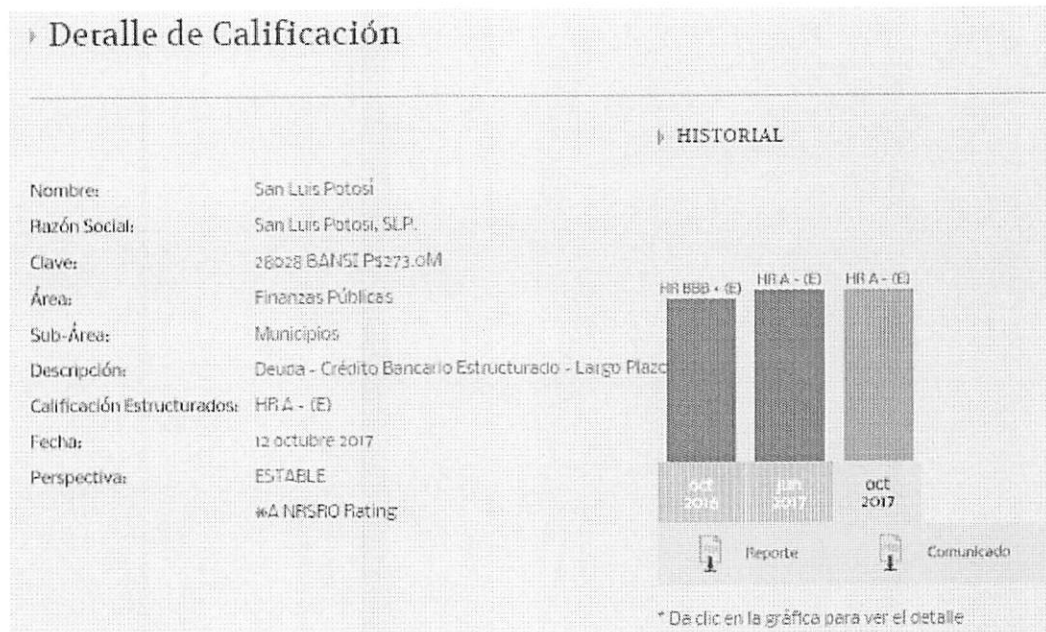 Detalle de Calificación
HISTORIAL
Nombre: San Luis Potosí
Razón Social: San Luis Potosí, SLP.
Clave: 28028 BANSI P$273.0M
Área: Finanzas Públicas
Sub-Área: Municipios
Descripción: Deuda - Crédito Bancario Estructurado - Largo Plazo
Calificación Estructurados: HR A - (E)
Fecha: 12 octubre 2017
Perspectiva: ESTABLE
*A NRSRO Rating
HR BBB + (E) HR A - (E) HR A - (E)
oct 2016 jun 2017 oct 2017
Reporte Comunicado
* Da clic en la gráfica para ver el detalle